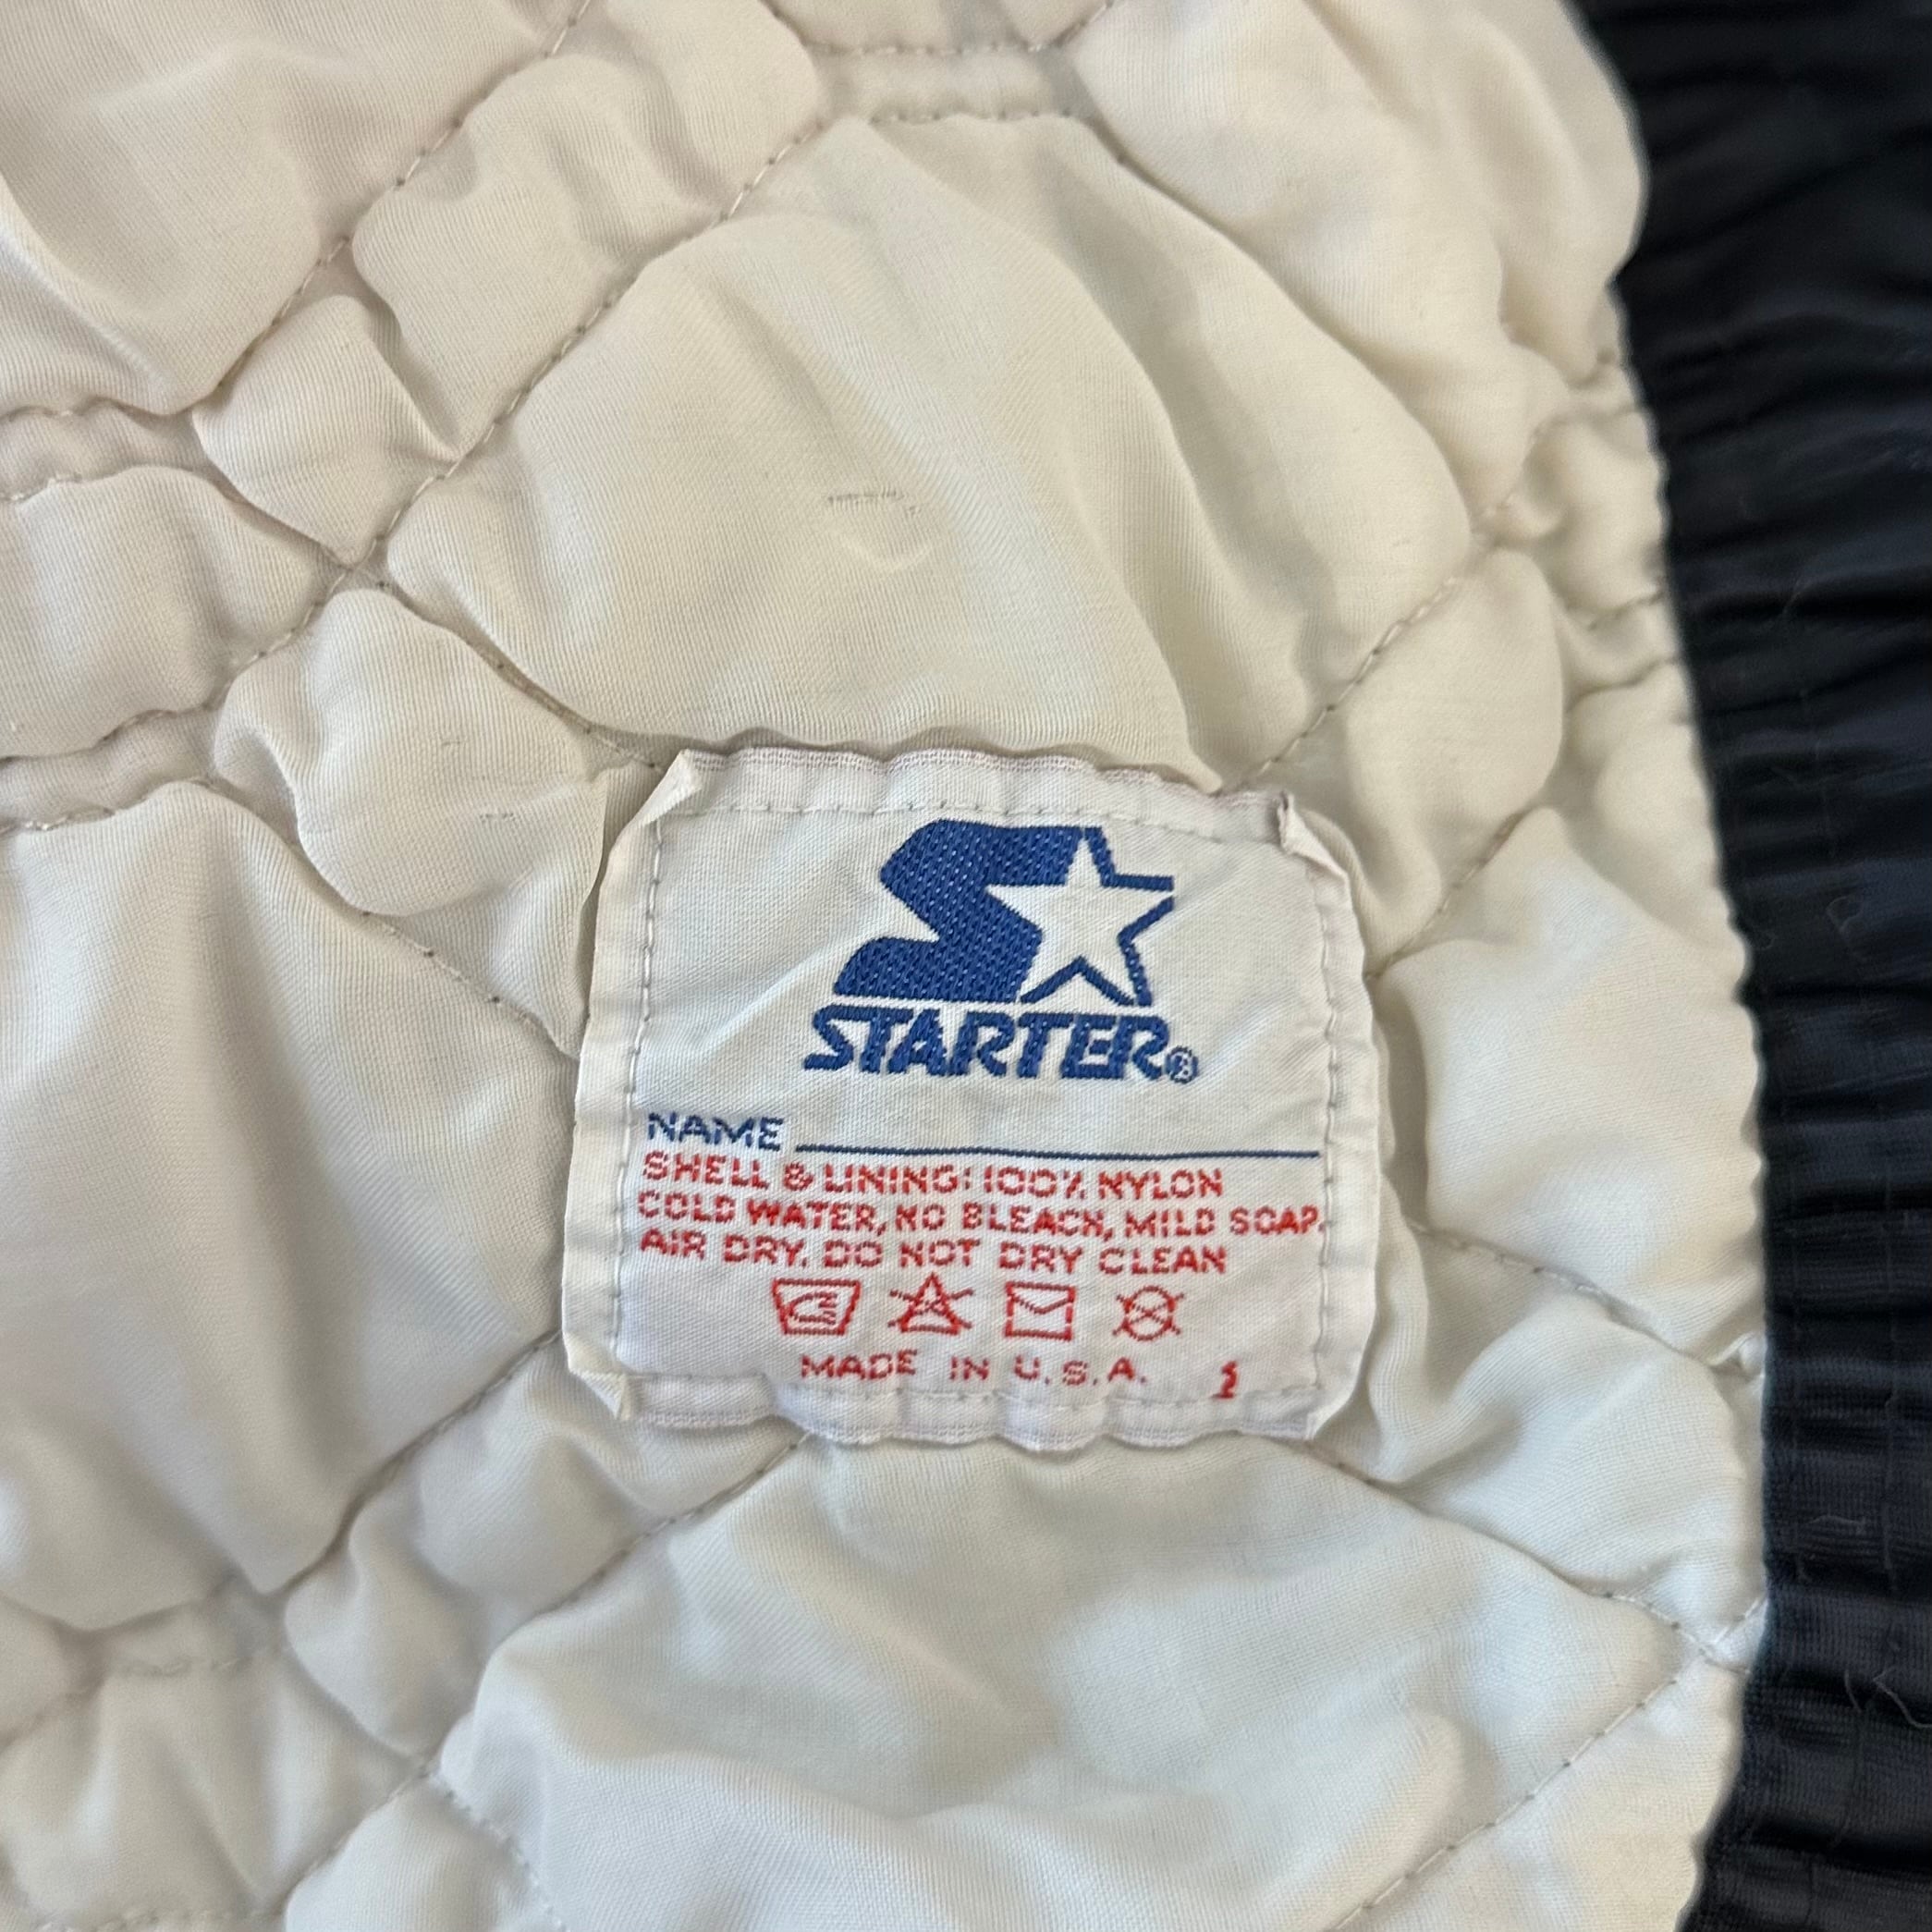 STARTER®
NAME
SHELL & LINING: 100% NYLON
COLD WATER, NO BLEACH, MILD SOAP.
AIR DRY. DO NOT DRY CLEAN
MADE IN U.S.A.